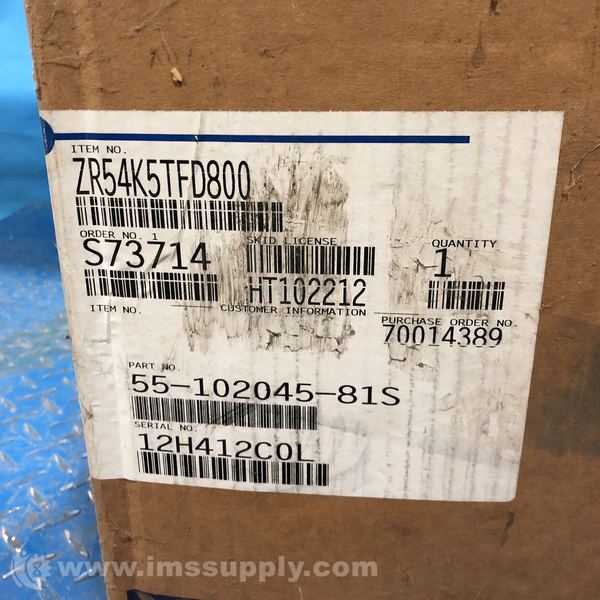 ITEM NO.
ZR54K5TFD800
ORDER NO. 1 SKID LICENSE QUANTITY
S73714 1
HT102212
ITEM NO. CUSTOMER INFORMATION PURCHASE ORDER NO.
70014389
PART NO.
55-102045-81S
SERIAL NO.
12H412C0L
www.imssupply.com